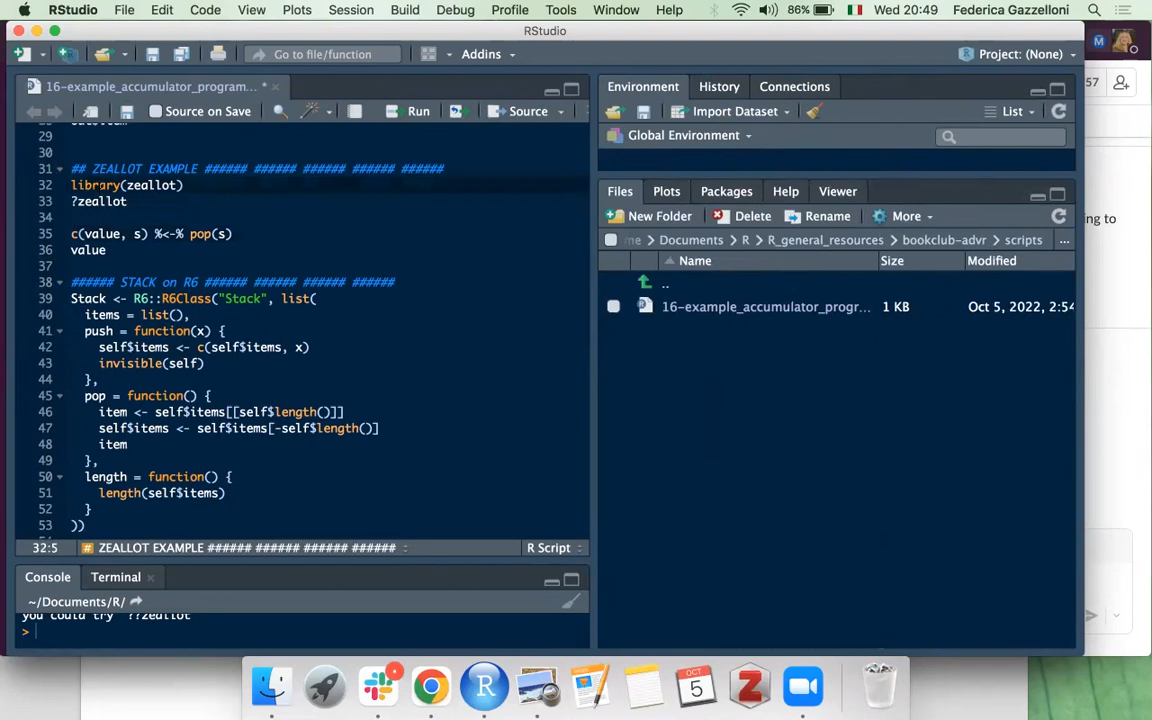 RStudio File Edit Code View Plots Session Build Debug Profile Tools Window Help 86% Wed 20:49 Federica Gazzelloni
RStudio
Go to file/function Addins Project: (None)
16-example_accumulator_program... * Environment History Connections
Source on Save Run Source Import Dataset List
Global Environment
29
30
31 ## ZEALLOT EXAMPLE ###### ###### ###### ###### ######
32 library(zeallot)
33 ?zeallot
34
35 c(value, s) %<-% pop(s)
36 value
37
38 ###### STACK on R6 ###### ###### ###### ######
39 Stack <- R6::R6Class("Stack", list(
40 items = list(),
41 push = function(x) {
42 self$items <- c(self$items, x)
43 invisible(self)
44 },
45 pop = function() {
46 item <- self$items[[self$length()]]
47 self$items <- self$items[-self$length()]
48 item
49 },
50 length = function() {
51 length(self$items)
52 }
53 ))
32:5 # ZEALLOT EXAMPLE ###### ###### ###### ###### R Script
Console Terminal
~/Documents/R/
you could try '??zeallot'
>
Files Plots Packages Help Viewer
New Folder Delete Rename More
me Documents R R_general_resources bookclub-advr scripts ...
Name Size Modified
..
16-example_accumulator_progr... 1 KB Oct 5, 2022, 2:54
M
57
ng to
OCT
5
R
Z